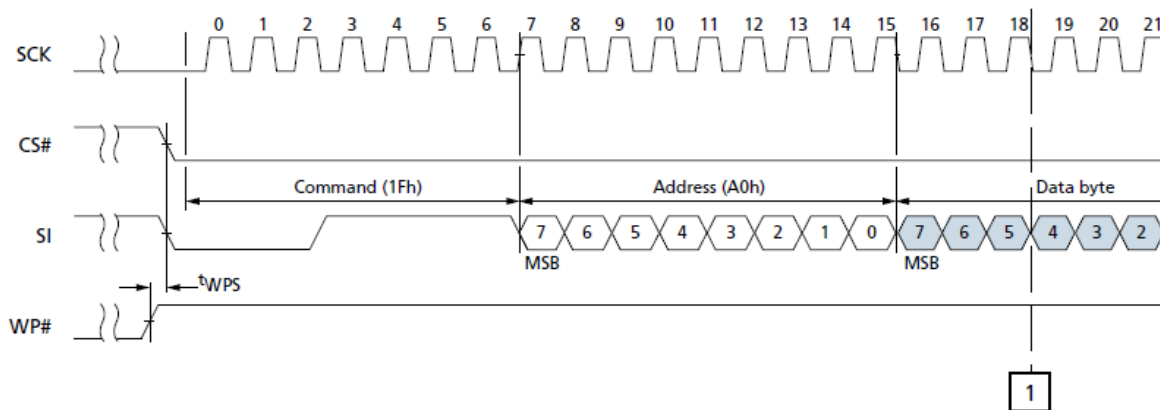 0 1 2 3 4 5 6 7 8 9 10 11 12 13 14 15 16 17 18 19 20 21
SCK
CS#
Command (1Fh) Address (A0h) Data byte
SI 7 6 5 4 3 2 1 0 7 6 5 4 3 2
MSB MSB
tWPS
WP#
1